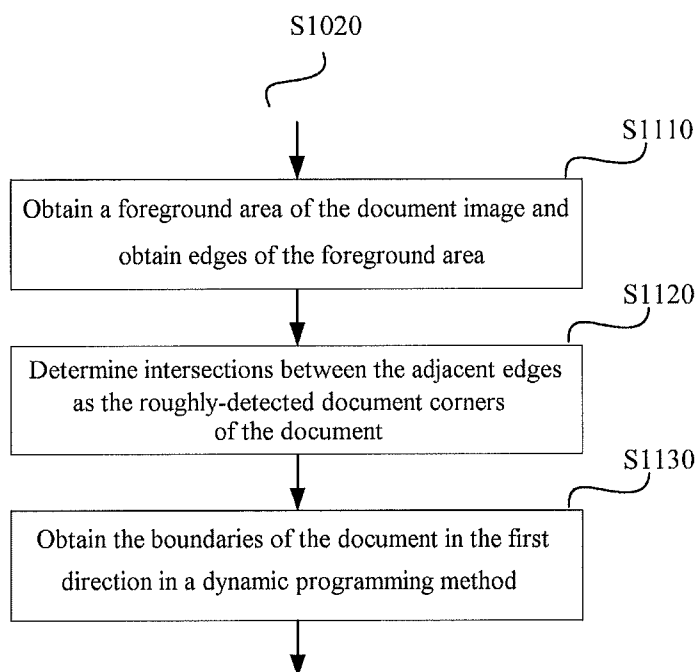 S1020
S1110
Obtain a foreground area of the document image and
obtain edges of the foreground area
S1120
Determine intersections between the adjacent edges
as the roughly-detected document corners
of the document
S1130
Obtain the boundaries of the document in the first
direction in a dynamic programming method